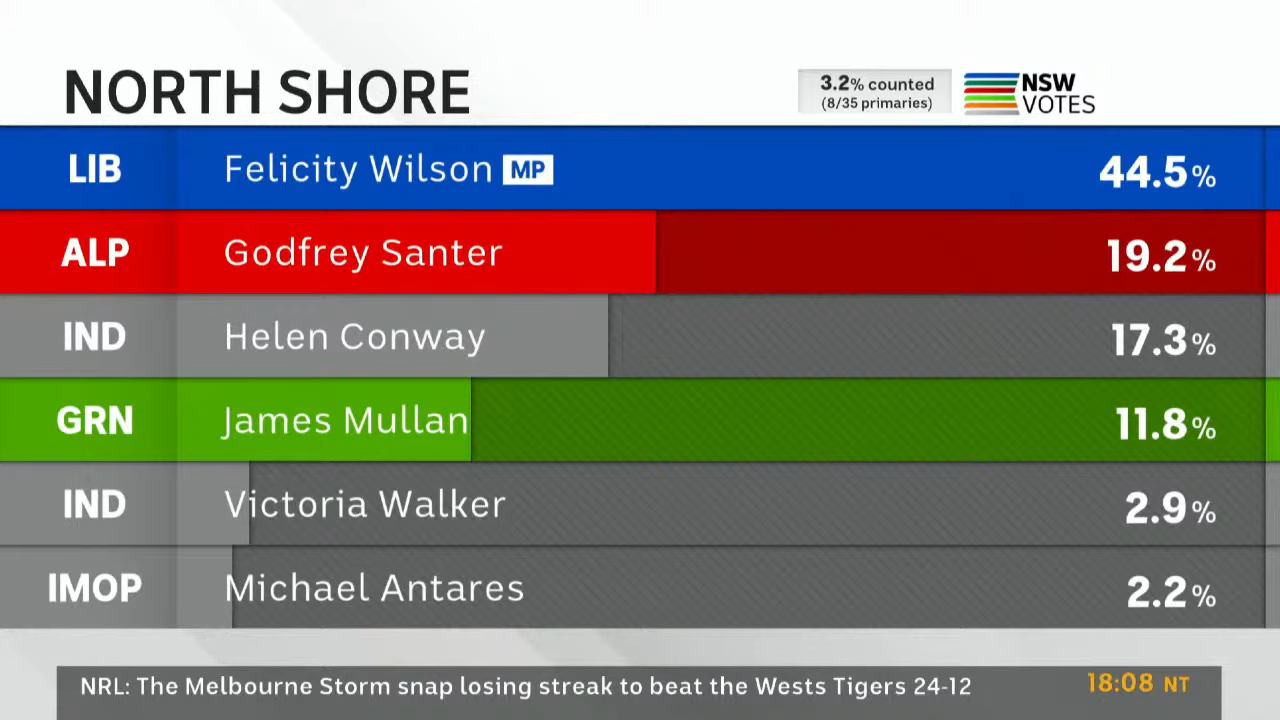 NORTH SHORE
3.2% counted
(8/35 primaries)
NSW
VOTES
LIB Felicity Wilson MP 44.5%
ALP Godfrey Santer 19.2%
IND Helen Conway 17.3%
GRN James Mullan 11.8%
IND Victoria Walker 2.9%
IMOP Michael Antares 2.2%
NRL: The Melbourne Storm snap losing streak to beat the Wests Tigers 24-12 18:08 NT